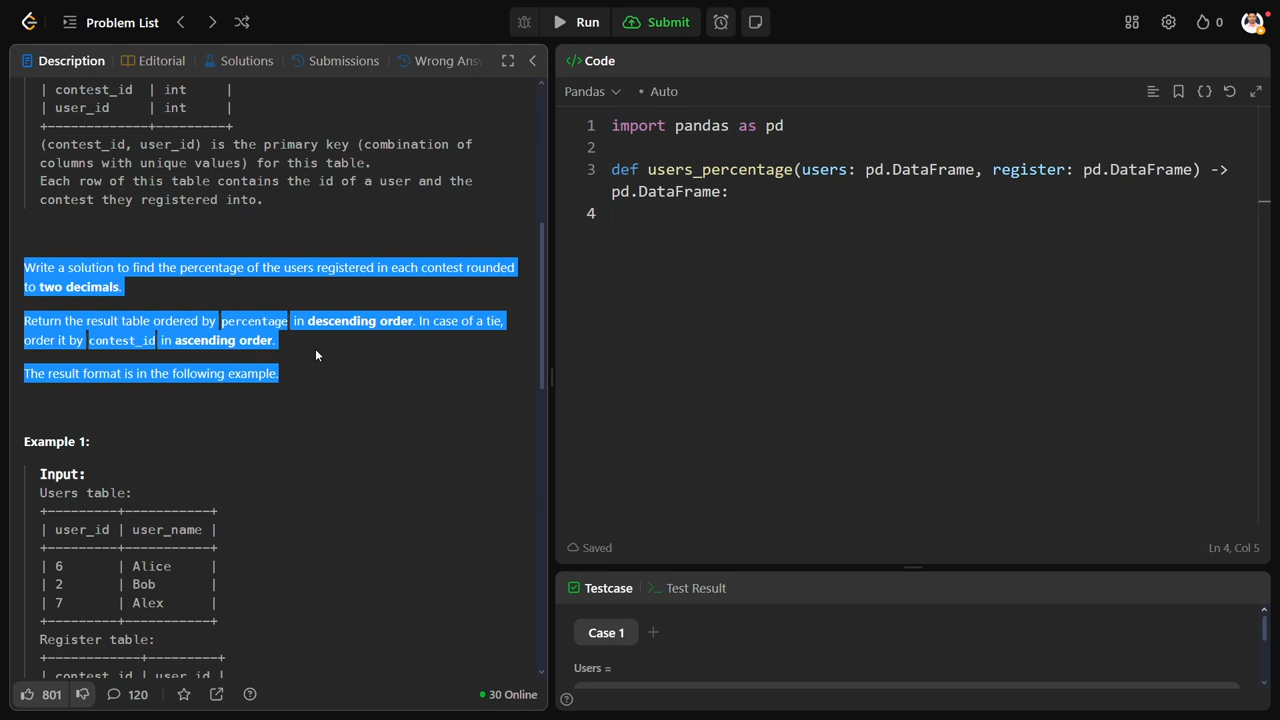 Problem List
Run
Submit
0
Description
Editorial
Solutions
Submissions
Wrong Ans
| contest_id  | int     |
| user_id     | int     |
+-------------+---------+
(contest_id, user_id) is the primary key (combination of
columns with unique values) for this table.
Each row of this table contains the id of a user and the
contest they registered into.
Write a solution to find the percentage of the users registered in each contest rounded
to two decimals.
Return the result table ordered by percentage in descending order. In case of a tie,
order it by contest_id in ascending order.
The result format is in the following example.
Example 1:
Input:
Users table:
+---------+-----------+
| user_id | user_name |
+---------+-----------+
| 6       | Alice     |
| 2       | Bob       |
| 7       | Alex      |
+---------+-----------+
Register table:
+------------+---------+
| contest_id | user_id |
801
120
30 Online
</> Code
Pandas
Auto
1 import pandas as pd
2
3 def users_percentage(users: pd.DataFrame, register: pd.DataFrame) ->
pd.DataFrame:
4
Saved
Ln 4, Col 5
Testcase
>_ Test Result
Case 1
+
Users =